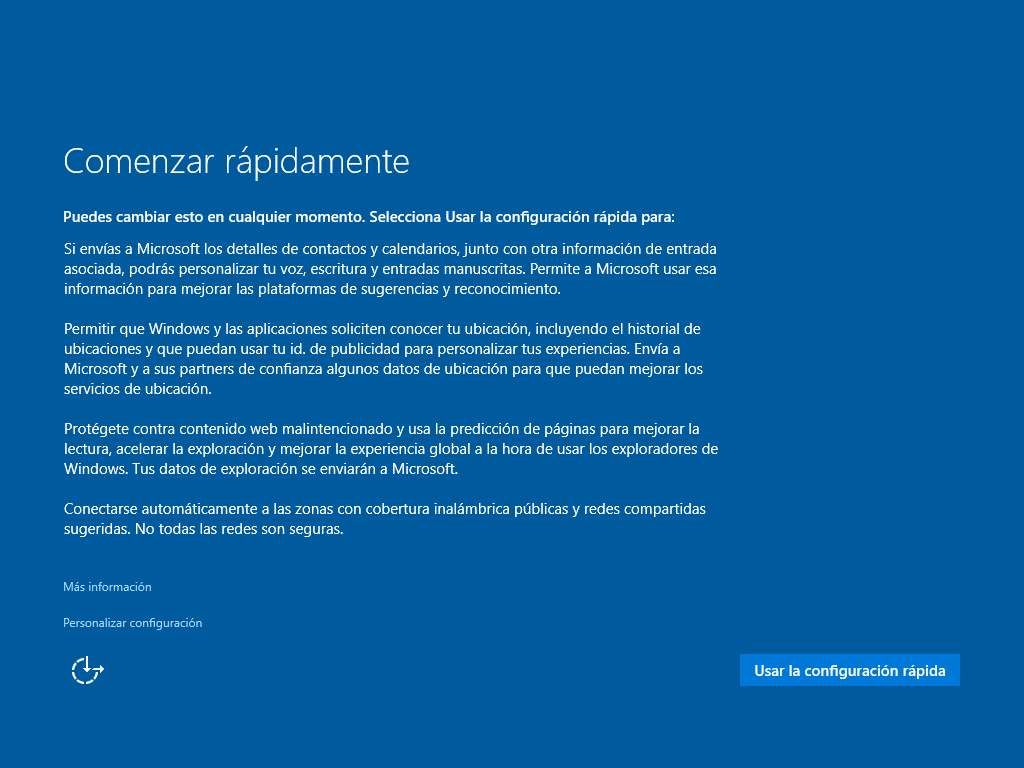 Comenzar rápidamente
Puedes cambiar esto en cualquier momento. Selecciona Usar la configuración rápida para:
Si envías a Microsoft los detalles de contactos y calendarios, junto con otra información de entrada
asociada, podrás personalizar tu voz, escritura y entradas manuscritas. Permite a Microsoft usar esa
información para mejorar las plataformas de sugerencias y reconocimiento.
Permitir que Windows y las aplicaciones soliciten conocer tu ubicación, incluyendo el historial de
ubicaciones y que puedan usar tu id. de publicidad para personalizar tus experiencias. Envía a
Microsoft y a sus partners de confianza algunos datos de ubicación para que puedan mejorar los
servicios de ubicación.
Protégete contra contenido web malintencionado y usa la predicción de páginas para mejorar la
lectura, acelerar la exploración y mejorar la experiencia global a la hora de usar los exploradores de
Windows. Tus datos de exploración se enviarán a Microsoft.
Conectarse automáticamente a las zonas con cobertura inalámbrica públicas y redes compartidas
sugeridas. No todas las redes son seguras.
Más información
Personalizar configuración
Usar la configuración rápida